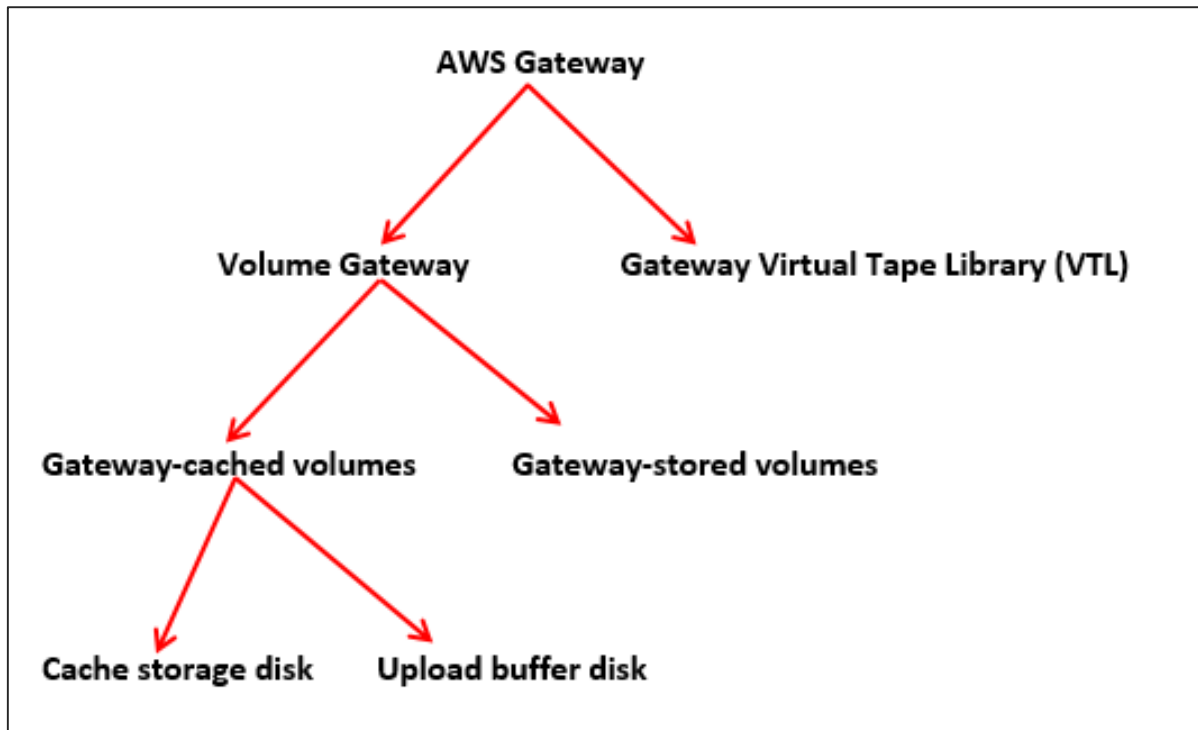 AWS Gateway
Volume Gateway
Gateway Virtual Tape Library (VTL)
Gateway-cached volumes
Gateway-stored volumes
Cache storage disk
Upload buffer disk